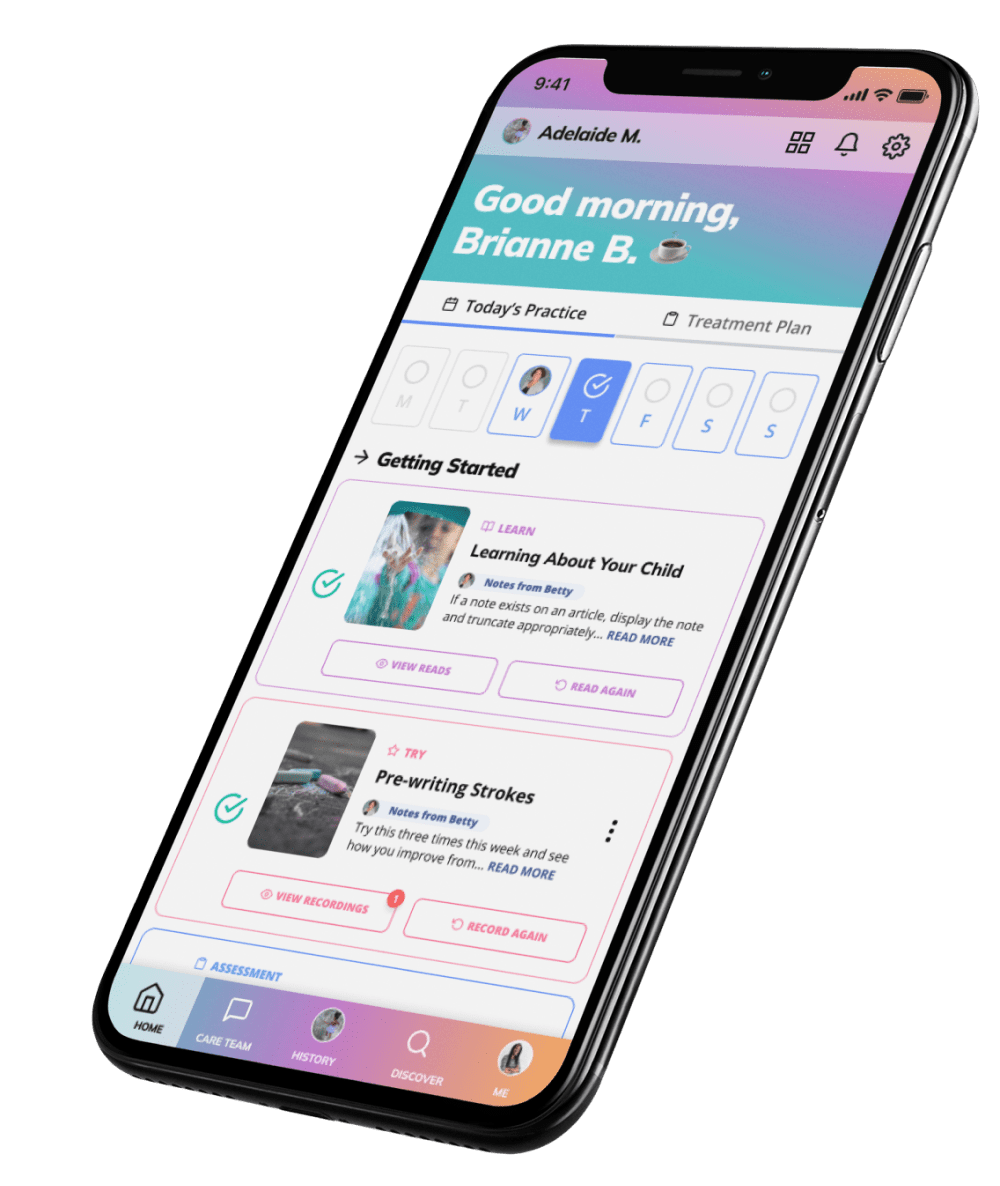 9:41
Adelaide M.
Good morning,
Brianne B.
Today's Practice
Treatment Plan
M
T
W
T
F
S
S
Getting Started
LEARN
Learning About Your Child
Notes from Betty
If a note exists on an article, display the note
and truncate appropriately... READ MORE
VIEW READS
READ AGAIN
TRY
Pre-writing Strokes
Notes from Betty
Try this three times this week and see
how you improve from... READ MORE
VIEW RECORDINGS
1
RECORD AGAIN
ASSESSMENT
HOME
CARE TEAM
HISTORY
DISCOVER
ME